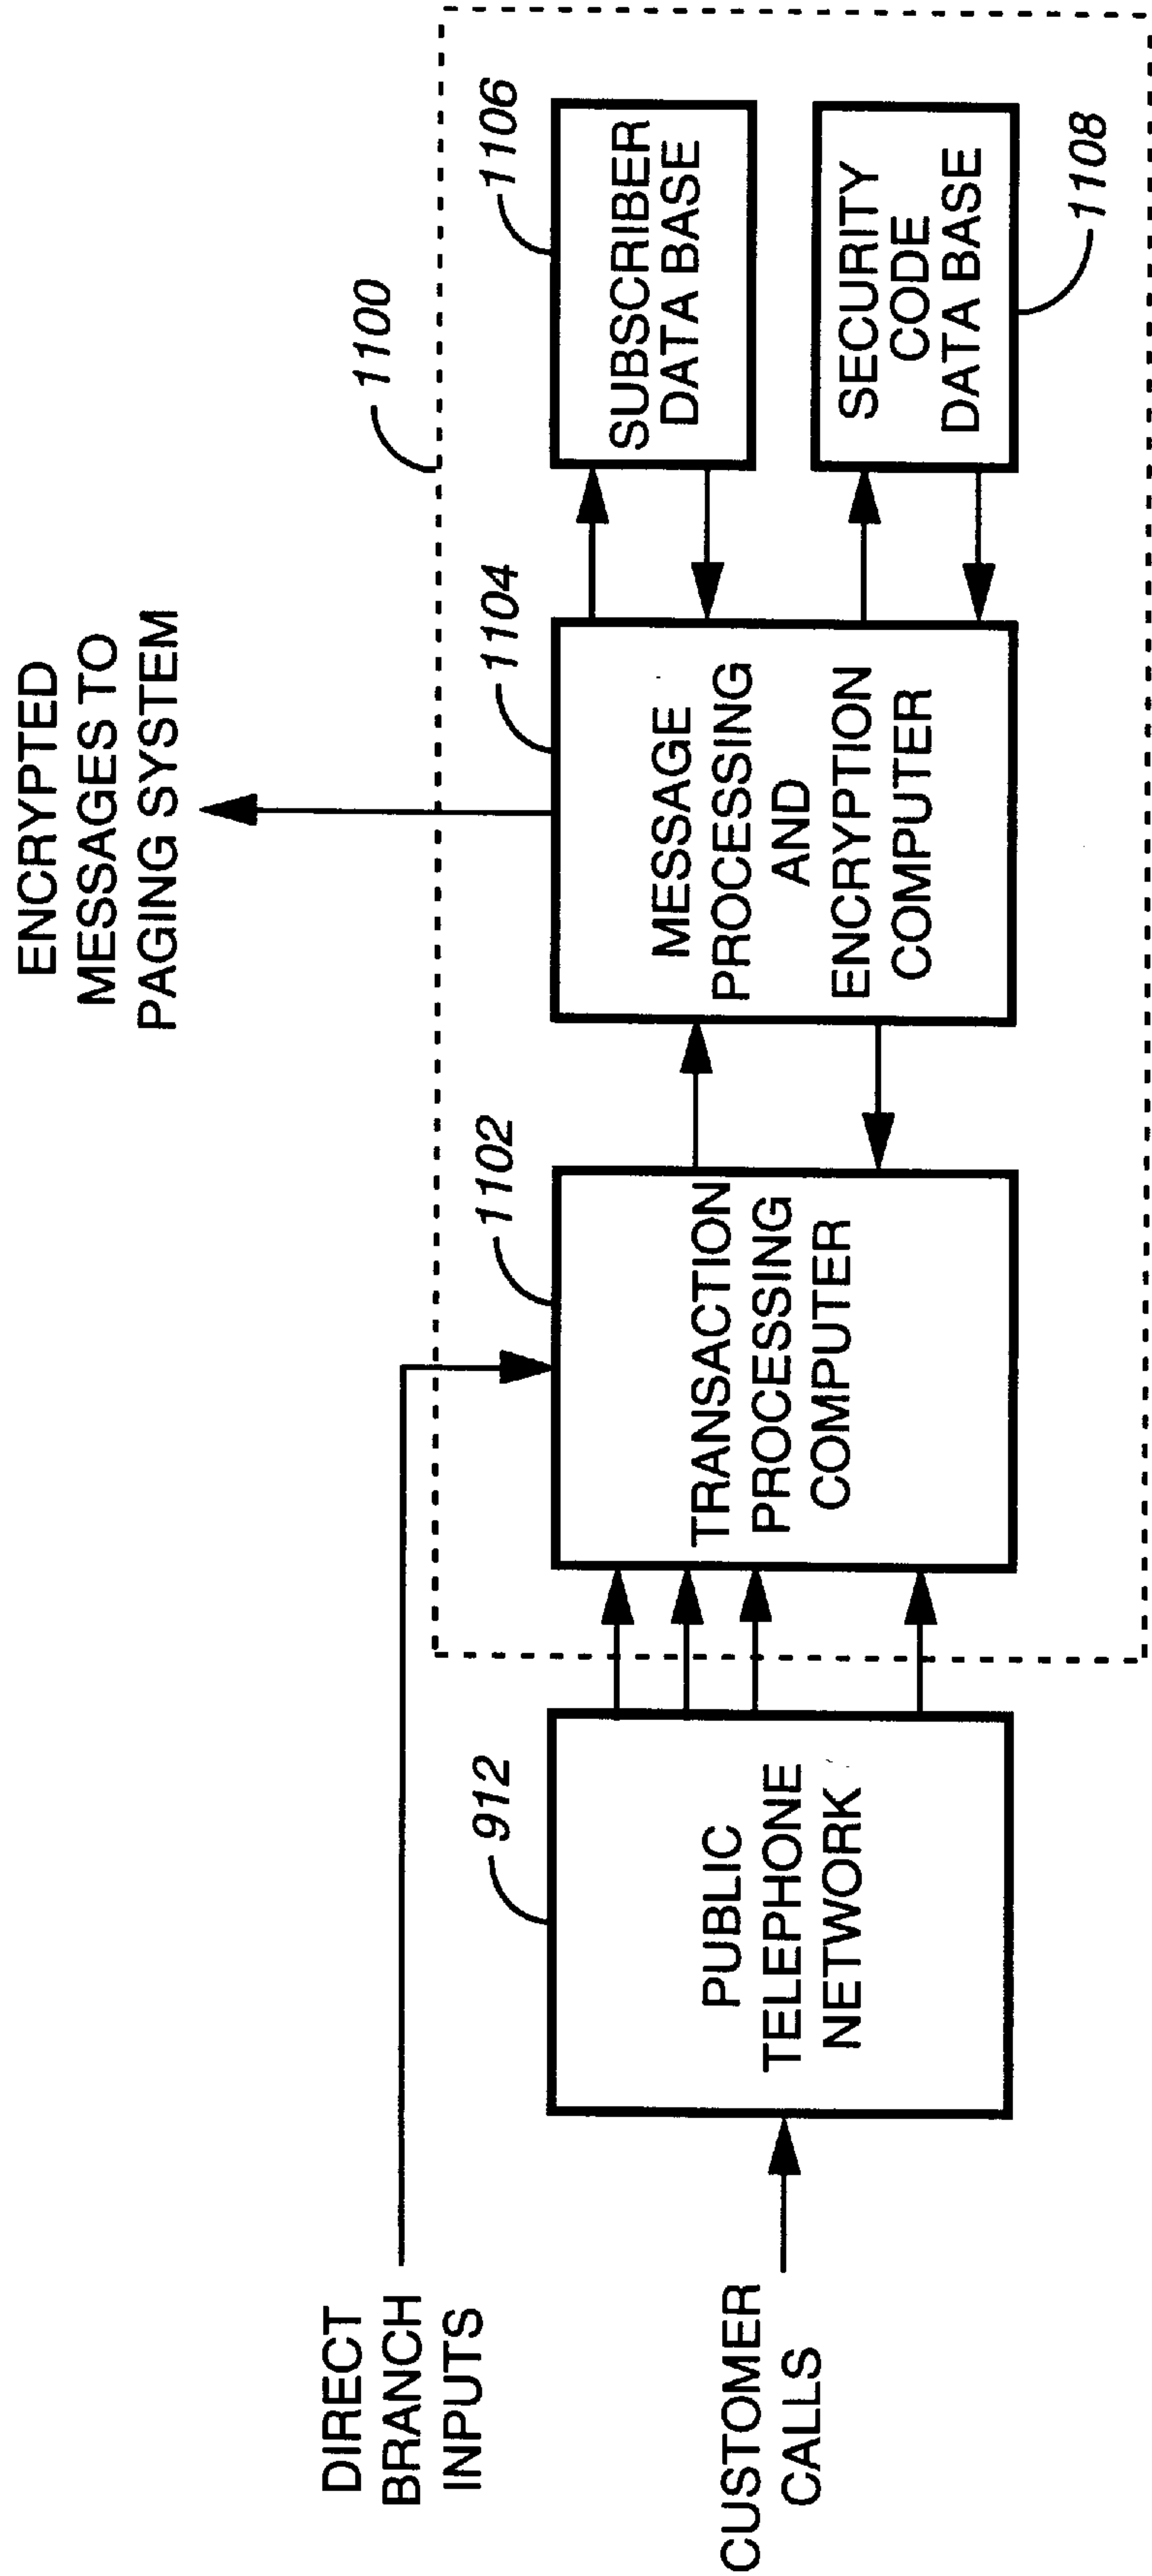 ENCRYPTED
MESSAGES TO
PAGING SYSTEM
1100
DIRECT
BRANCH
INPUTS
912
1102
1104
1106
CUSTOMER
CALLS
PUBLIC
TELEPHONE
NETWORK
TRANSACTION
PROCESSING
COMPUTER
MESSAGE
PROCESSING
AND
ENCRYPTION
COMPUTER
SUBSCRIBER
DATA BASE
SECURITY
CODE
DATA BASE
1108